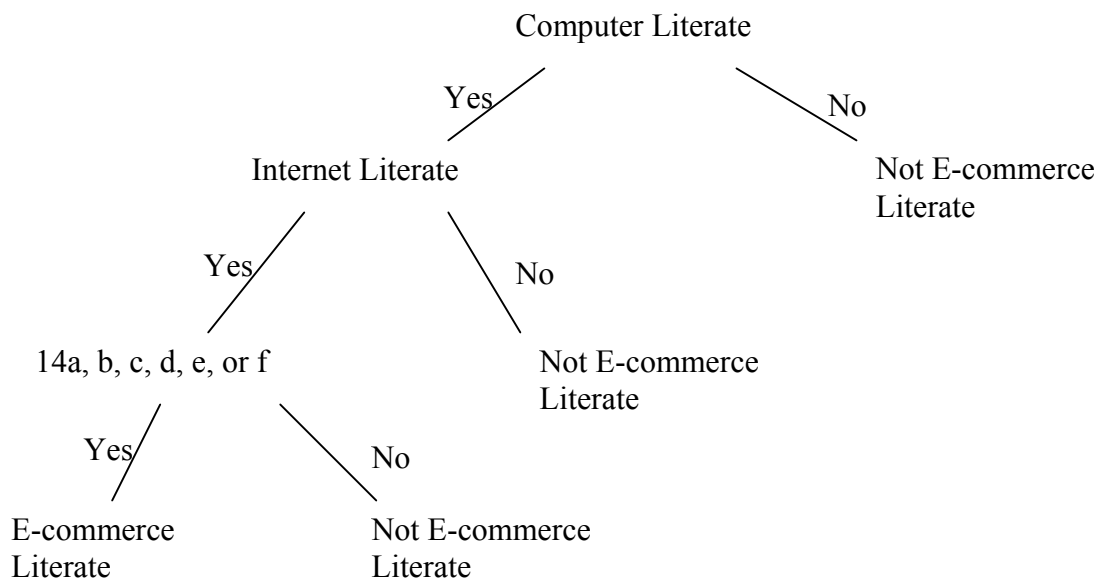 Computer Literate
Yes
No
Internet Literate
Not E-commerce
Literate
Yes
No
14a, b, c, d, e, or f
Not E-commerce
Literate
Yes
No
E-commerce
Literate
Not E-commerce
Literate